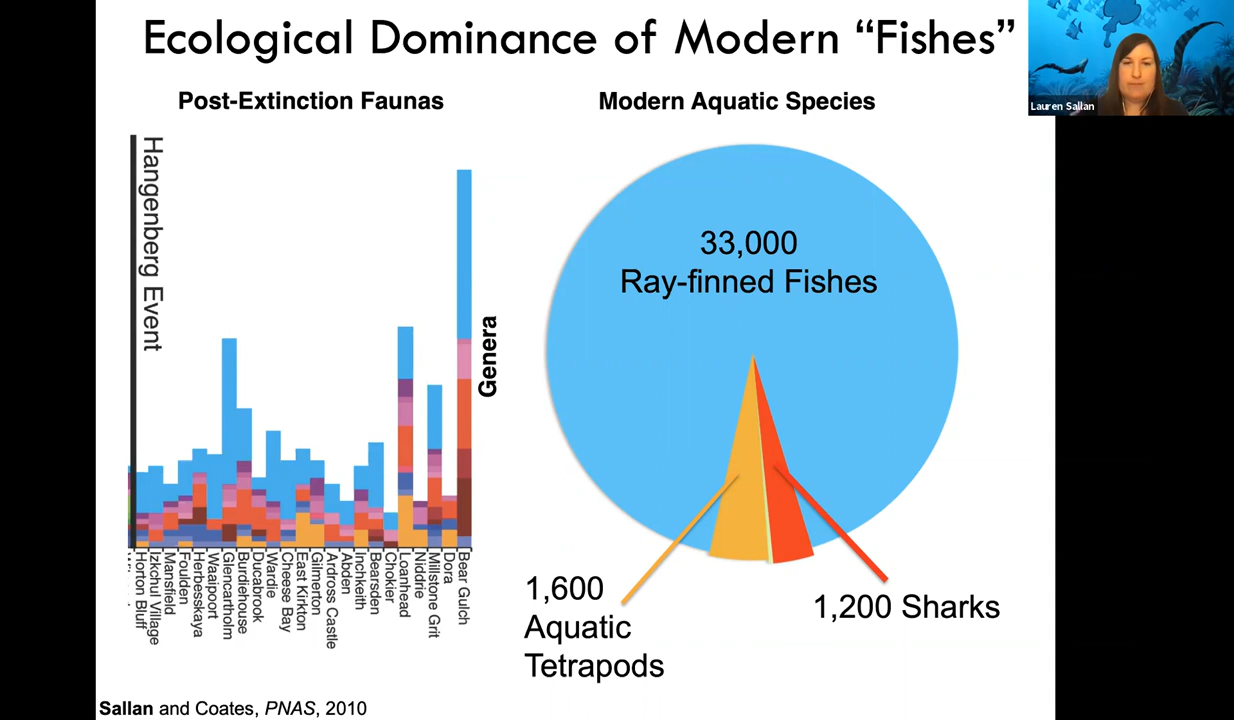 Ecological Dominance of Modern “Fishes”
Lauren Sallan
Post-Extinction Faunas
Modern Aquatic Species
Hangenberg Event
Genera
33,000
Ray-finned Fishes
1,600
Aquatic
Tetrapods
1,200 Sharks
Horton Bluff
Izkchul Village
Mansfield
Foulden
Herbesskaya
Waaipoort
Glencartholm
Burdiehouse
Ducabrook
Wardie
Cheese Bay
East Kirkton
Gilmerton
Ardross Castle
Abden
Inchkeith
Bearsden
Chokier
Loanhead
Niddrie
Millstone Grit
Dora
Bear Gulch
Sallan and Coates, PNAS, 2010